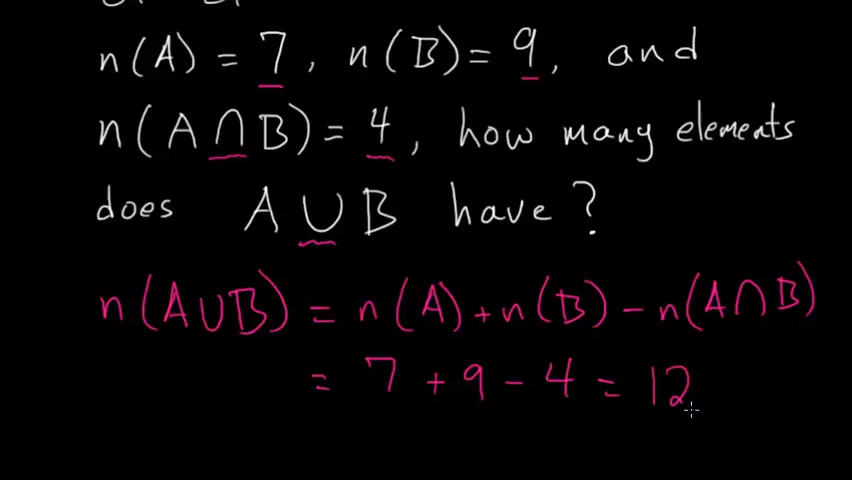 n(A) = 7, n(B) = 9, and
n(A∩B) = 4, how many elements
does A∪B have?
n(A∪B) = n(A)+n(B) - n(A∩B)
= 7 + 9 - 4 = 12